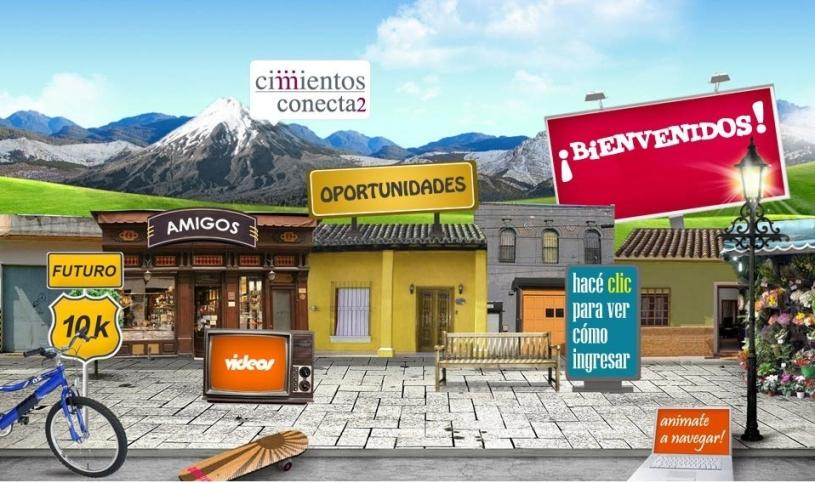 cimientos
conecta2
¡BiENVENIDOS!
OPORTUNIDADES
AMIGOS
FUTURO
10k
videos
hacé clic
para ver
cómo
ingresar
animate
a navegar!